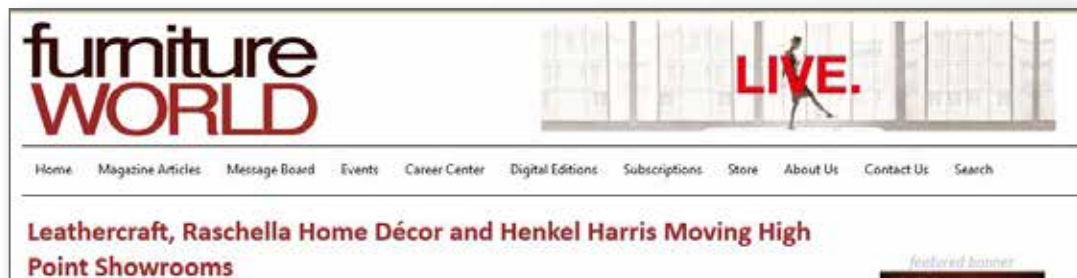 furniture
WORLD
LIVE.
Home Magazine Articles Message Board Events Career Center Digital Editions Subscriptions Store About Us Contact Us Search
Leathercraft, Raschella Home Décor and Henkel Harris Moving High
Point Showrooms
featured banner